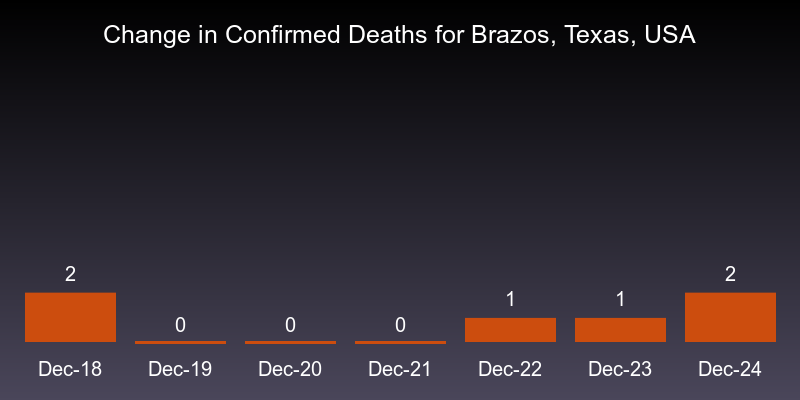 Change in Confirmed Deaths for Brazos, Texas, USA
2
0
0
0
1
1
2
Dec-18
Dec-19
Dec-20
Dec-21
Dec-22
Dec-23
Dec-24